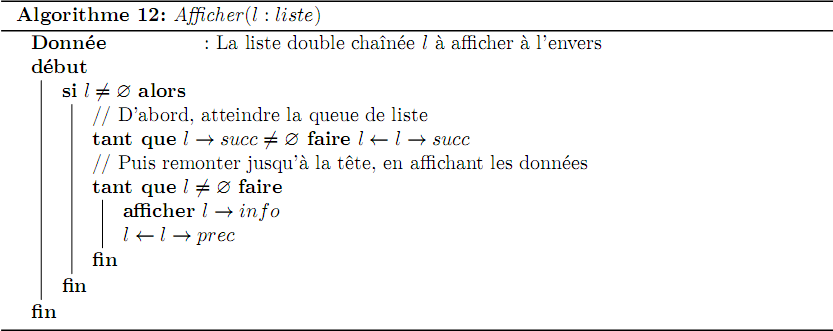 Algorithme 12: Afficher(l : liste)
Donnée : La liste double chaînée l à afficher à l'envers
début
si l ≠ ∅ alors
// D'abord, atteindre la queue de liste
tant que l → succ ≠ ∅ faire l ← l → succ
// Puis remonter jusqu'à la tête, en affichant les données
tant que l ≠ ∅ faire
afficher l → info
l ← l → prec
fin
fin
fin